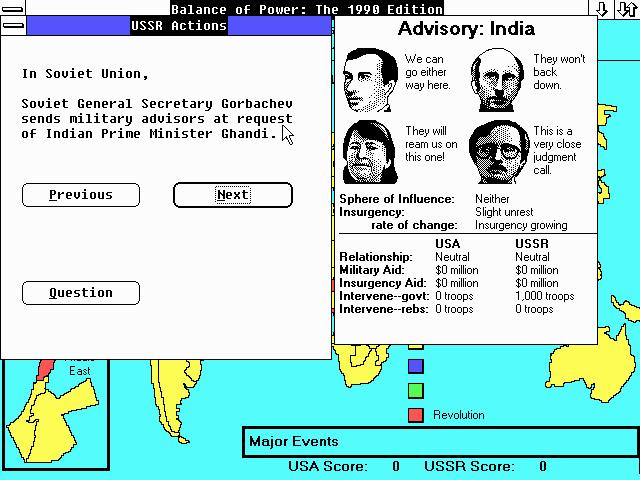 Balance of Power: The 1990 Edition
USSR Actions
In Soviet Union,
Soviet General Secretary Gorbachev
sends military advisors at request
of Indian Prime Minister Ghandi.
Previous
Next
Question
Advisory: India
We can
go either
way here.
They won't
back
down.
They will
ream us on
this one!
This is a
very close
judgment
call.
Sphere of Influence: Neither
Insurgency: Slight unrest
rate of change: Insurgency growing
USA USSR
Relationship: Neutral Neutral
Military Aid: $0 million $0 million
Insurgency Aid: $0 million $0 million
Intervene--govt: 0 troops 1,000 troops
Intervene--rebs: 0 troops 0 troops
Middle
East
Revolution
Major Events
USA Score: 0 USSR Score: 0